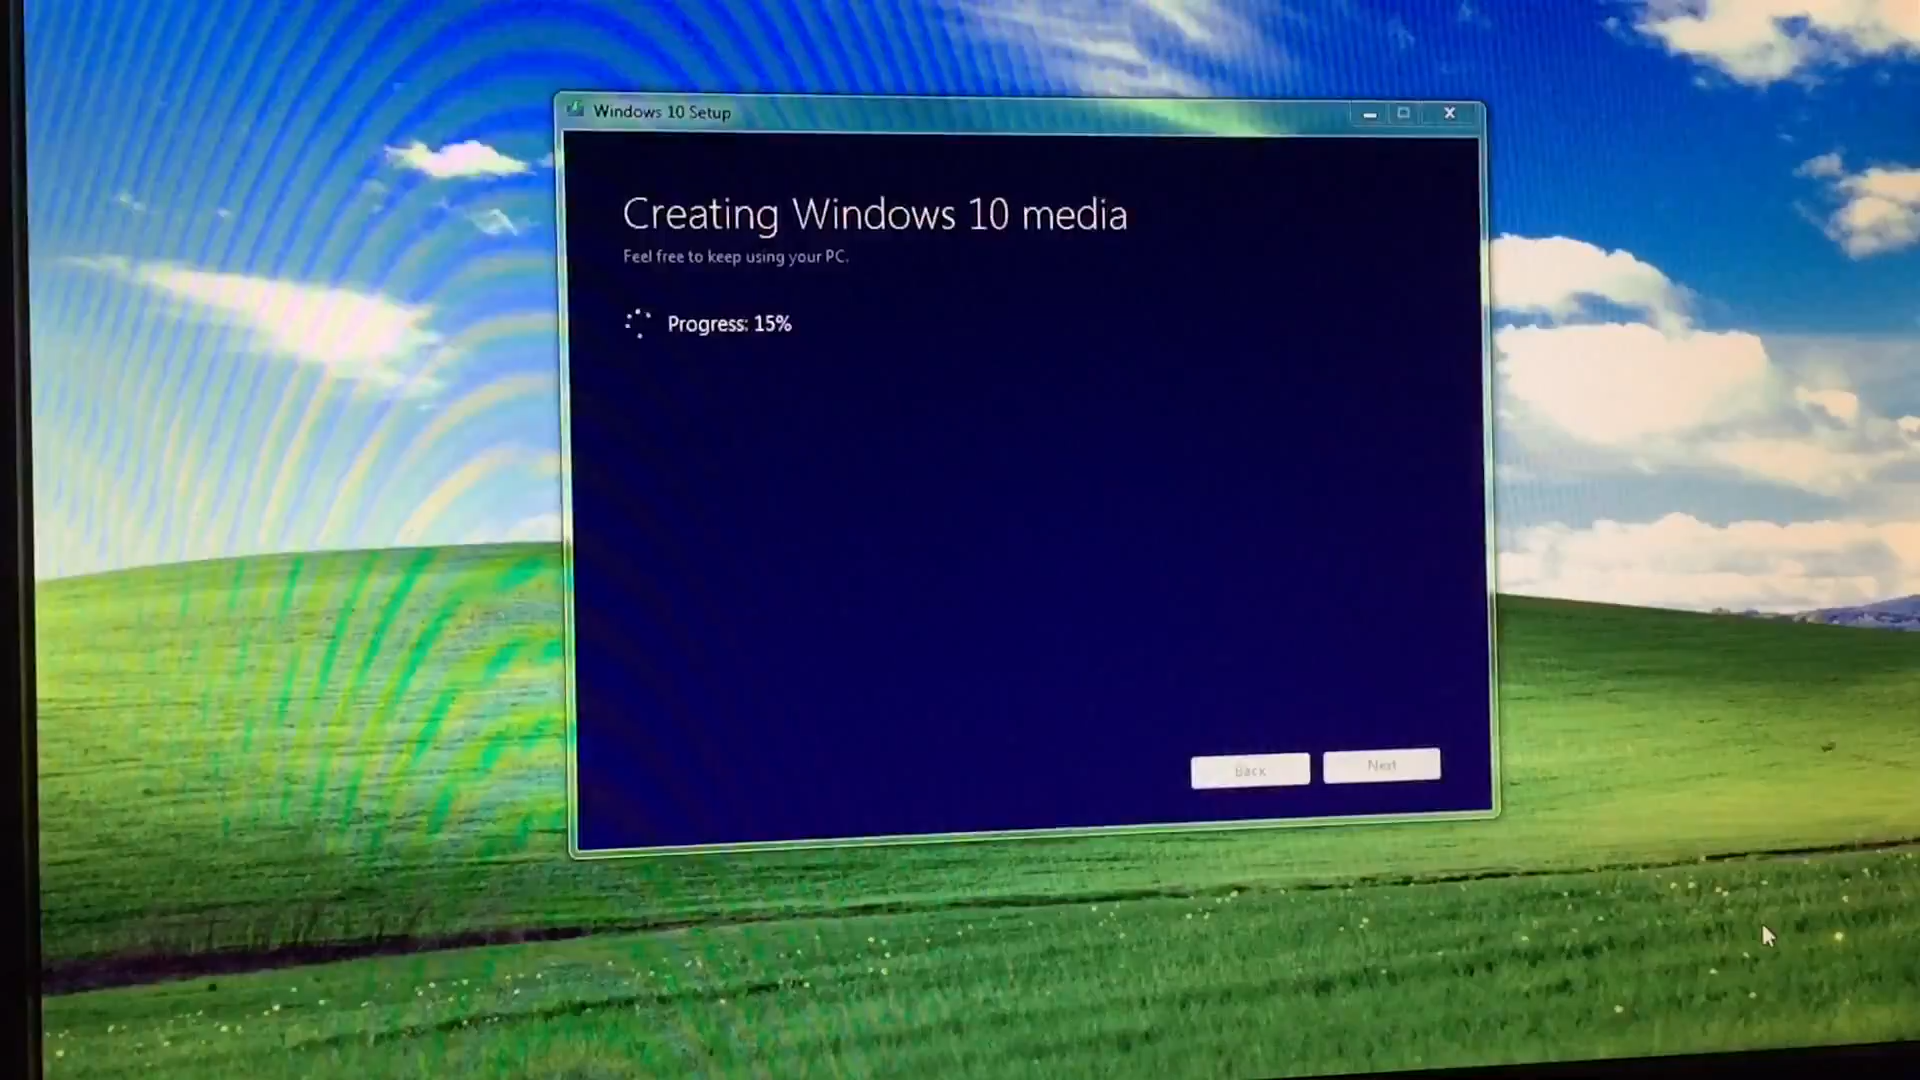 Windows 10 Setup
Creating Windows 10 media
Feel free to keep using your PC.
Progress: 15%
Back
Next